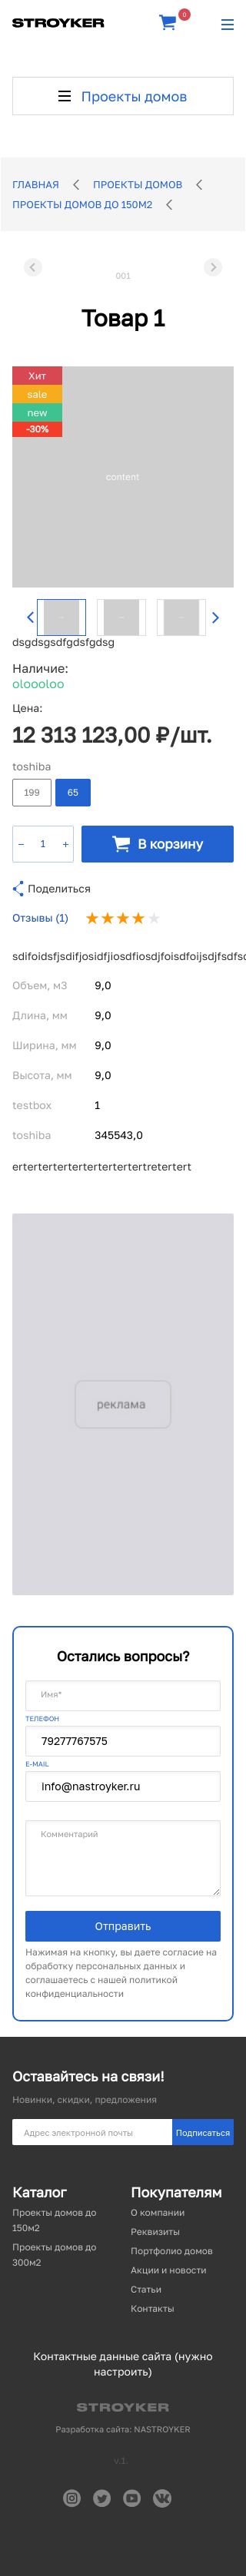 STROYKER
0
Проекты домов
ГЛАВНАЯ
ПРОЕКТЫ ДОМОВ
ПРОЕКТЫ ДОМОВ ДО 150М2
001
Товар 1
Хит
sale
new
-30%
content
dsgdsgsdfgdsfgdsg
Наличие:
oloooloo
Цена:
12 313 123,00 ₽/шт.
toshiba
199
65
− 1 +
В корзину
Поделиться
Отзывы (1)
sdifoidsfjsdifjosidfjiosdfiosdjfoisdfoijsdjfsdfsd
Объем, м3 9,0
Длина, мм 9,0
Ширина, мм 9,0
Высота, мм 9,0
testbox 1
toshiba 345543,0
erterterterterterterterterttretertert
реклама
Остались вопросы?
Имя*
ТЕЛЕФОН
79277767575
E-MAIL
info@nastroyker.ru
Комментарий
Отправить
Нажимая на кнопку, вы даете согласие на
обработку персональных данных и
соглашаетесь с нашей политикой
конфиденциальности
Оставайтесь на связи!
Новинки, скидки, предложения
Адрес электронной почты
Подписаться
Каталог
Проекты домов до
150м2
Проекты домов до
300м2
Покупателям
О компании
Реквизиты
Портфолио домов
Акции и новости
Статьи
Контакты
Контактные данные сайта (нужно
настроить)
STROYKER
Разработка сайта: NASTROYKER
v.1.